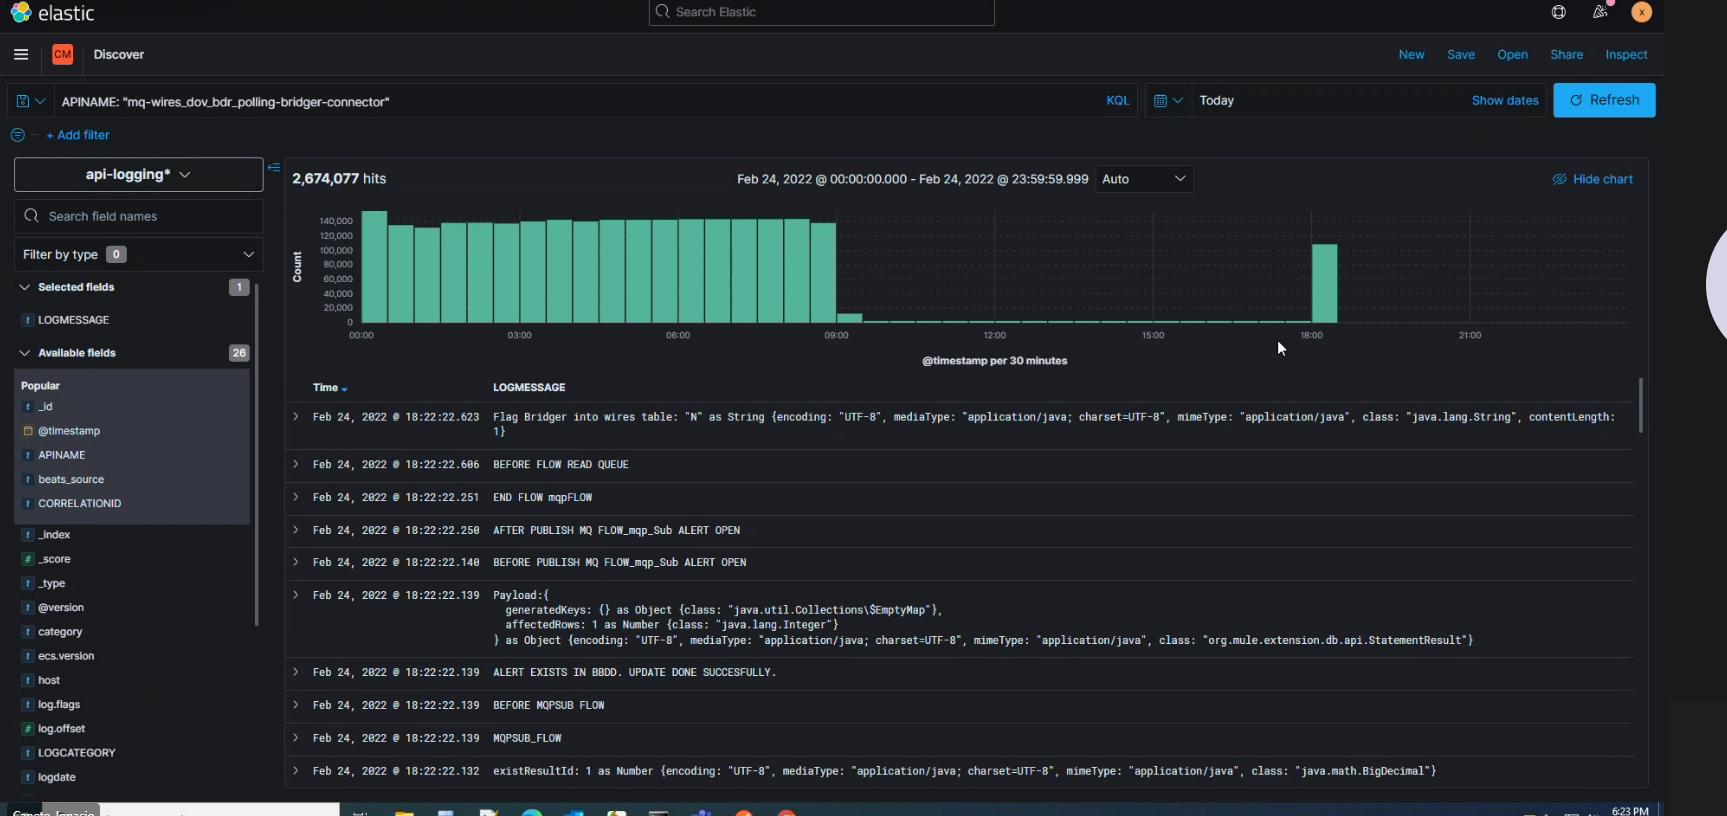 elastic
Search Elastic
x
CM
Discover
New
Save
Open
Share
Inspect
APINAME: "mq-wires_dov_bdr_polling-bridger-connector"
KQL
Today
Show dates
Refresh
+ Add filter
api-logging*
2,674,077 hits
Feb 24, 2022 @ 00:00:00.000 - Feb 24, 2022 @ 23:59:59.999
Auto
Hide chart
Search field names
Filter by type 0
Selected fields 1
t LOGMESSAGE
Available fields 26
Popular
t _id
@timestamp
t APINAME
t beats_source
t CORRELATIONID
t _index
# _score
t _type
t @version
t category
t ecs.version
t host
t log.flags
# log.offset
t LOGCATEGORY
t logdate
Count
140,000
120,000
100,000
80,000
60,000
40,000
20,000
0
00:00
03:00
06:00
09:00
12:00
15:00
18:00
21:00
@timestamp per 30 minutes
Time
LOGMESSAGE
Feb 24, 2022 @ 18:22:22.623 Flag Bridger into wires table: "N" as String {encoding: "UTF-8", mediaType: "application/java; charset=UTF-8", mimeType: "application/java", class: "java.lang.String", contentLength:
1}
Feb 24, 2022 @ 18:22:22.606 BEFORE FLOW READ QUEUE
Feb 24, 2022 @ 18:22:22.251 END FLOW mqpFLOW
Feb 24, 2022 @ 18:22:22.250 AFTER PUBLISH MQ FLOW_mqp_Sub ALERT OPEN
Feb 24, 2022 @ 18:22:22.140 BEFORE PUBLISH MQ FLOW_mqp_Sub ALERT OPEN
Feb 24, 2022 @ 18:22:22.139 Payload:{
generatedKeys: {} as Object {class: "java.util.Collections\$EmptyMap"},
affectedRows: 1 as Number {class: "java.lang.Integer"}
} as Object {encoding: "UTF-8", mediaType: "application/java; charset=UTF-8", mimeType: "application/java", class: "org.mule.extension.db.api.StatementResult"}
Feb 24, 2022 @ 18:22:22.139 ALERT EXISTS IN BBDD. UPDATE DONE SUCCESFULLY.
Feb 24, 2022 @ 18:22:22.139 BEFORE MQPSUB FLOW
Feb 24, 2022 @ 18:22:22.139 MQPSUB_FLOW
Feb 24, 2022 @ 18:22:22.132 existResultId: 1 as Number {encoding: "UTF-8", mediaType: "application/java; charset=UTF-8", mimeType: "application/java", class: "java.math.BigDecimal"}
6:23 PM